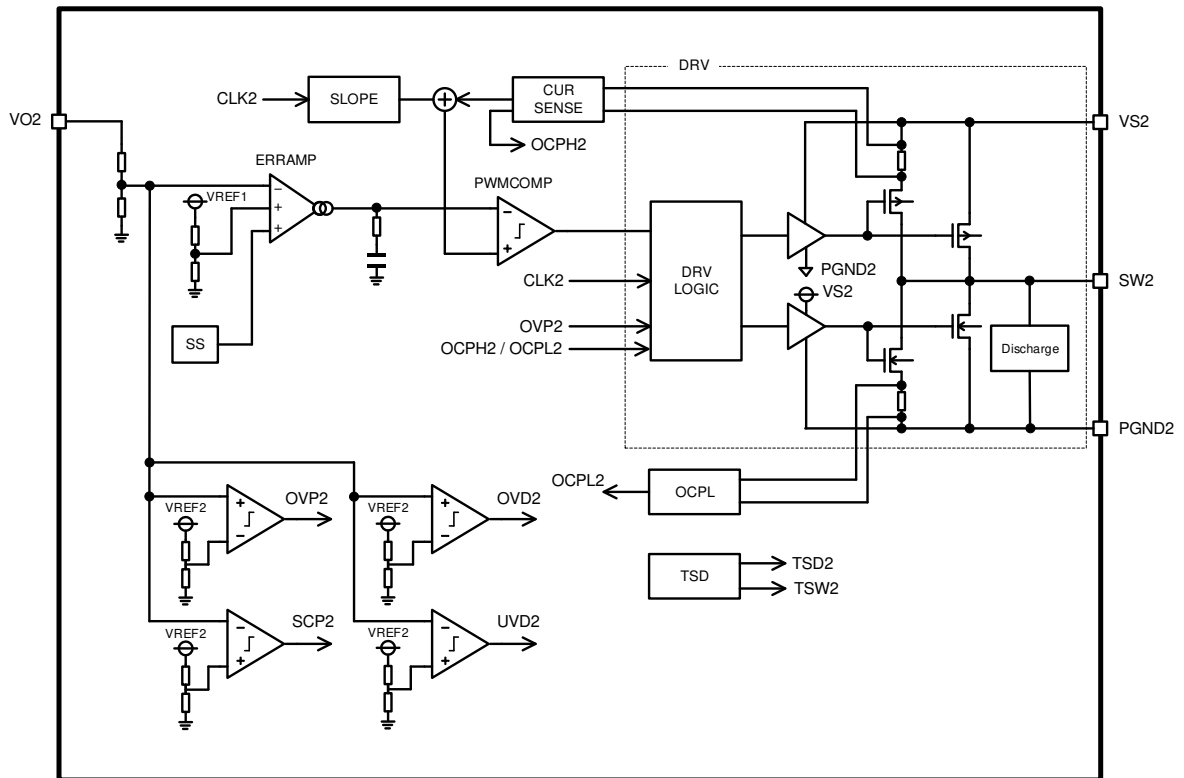 DRV
CLK2
SLOPE
+
CUR
SENSE
VO2
VS2
OCPH2
ERRAMP
PWMCOMP
VREF1
−
+
+
−
+
DRV
LOGIC
PGND2
VS2
CLK2
SW2
OVP2
SS
OCPH2 / OCPL2
Discharge
PGND2
OCPL2
OCPL
VREF2
+
−
OVP2
VREF2
+
−
OVD2
TSD
TSD2
TSW2
VREF2
−
+
SCP2
VREF2
−
+
UVD2